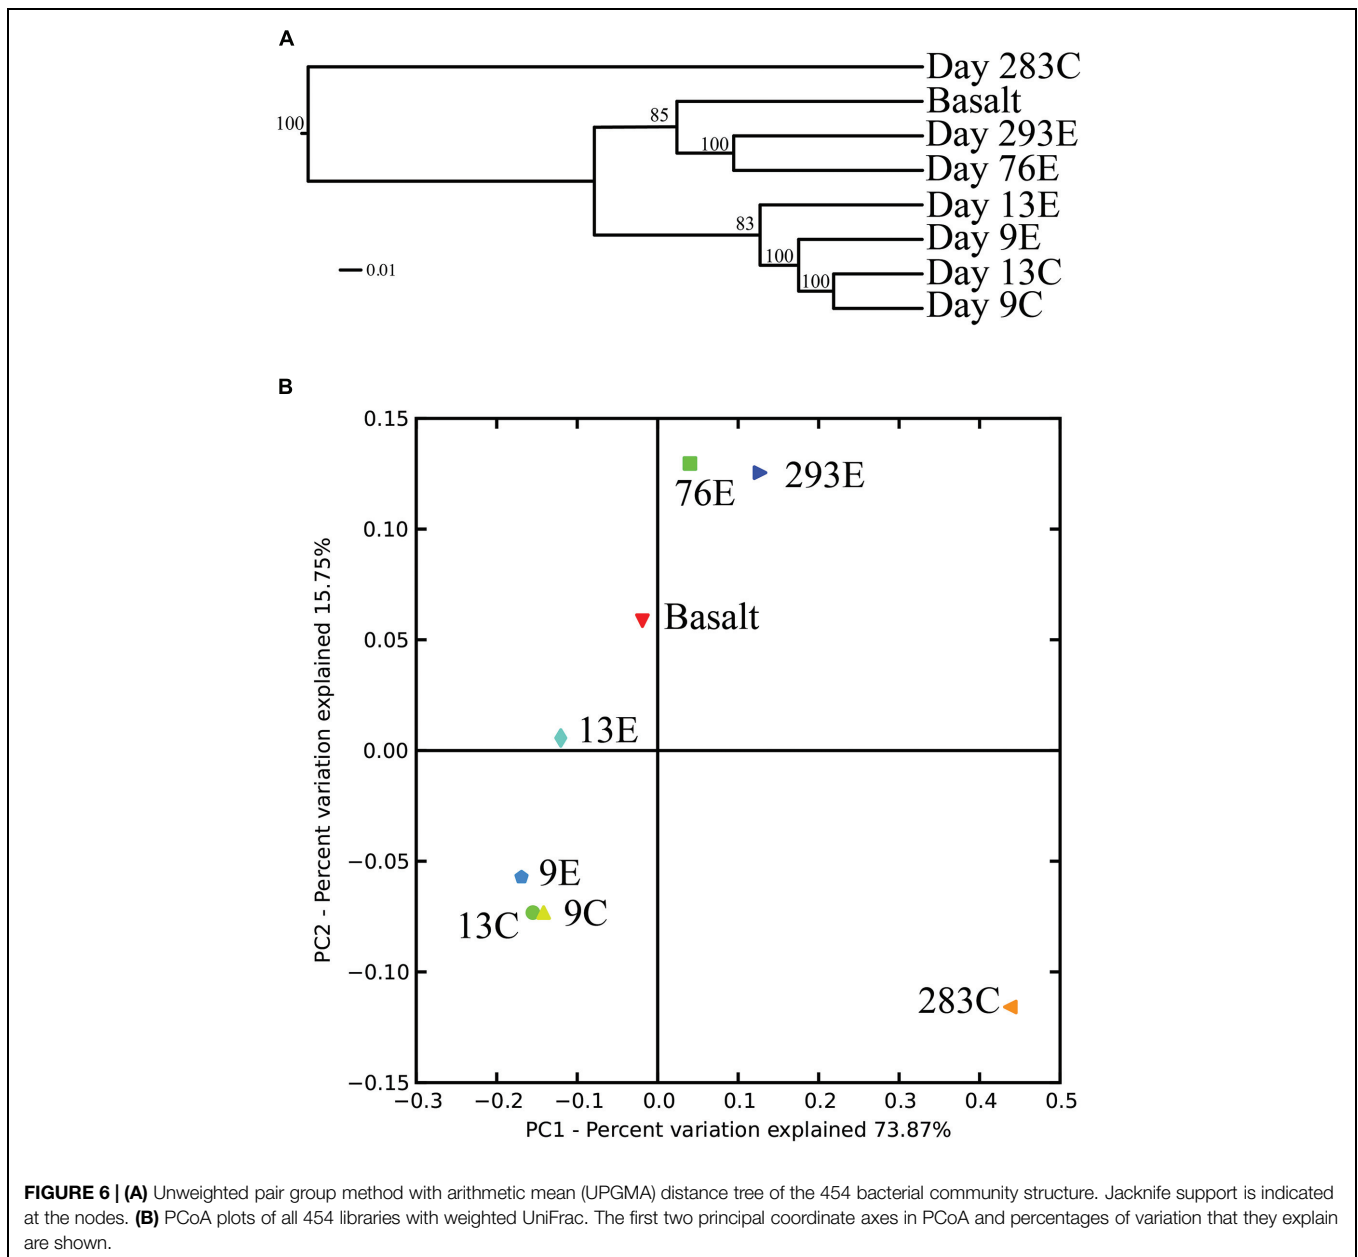 A
Day 283C
Basalt
Day 293E
Day 76E
Day 13E
Day 9E
Day 13C
Day 9C
100
85
100
83
100
100
0.01
B
0.15
0.10
0.05
0.00
−0.05
−0.10
−0.15
PC2 - Percent variation explained 15.75%
76E
293E
Basalt
13E
9E
13C
9C
283C
−0.3
−0.2
−0.1
0.0
0.1
0.2
0.3
0.4
0.5
PC1 - Percent variation explained 73.87%
FIGURE 6 | (A) Unweighted pair group method with arithmetic mean (UPGMA) distance tree of the 454 bacterial community structure. Jacknife support is indicated
at the nodes. (B) PCoA plots of all 454 libraries with weighted UniFrac. The first two principal coordinate axes in PCoA and percentages of variation that they explain
are shown.